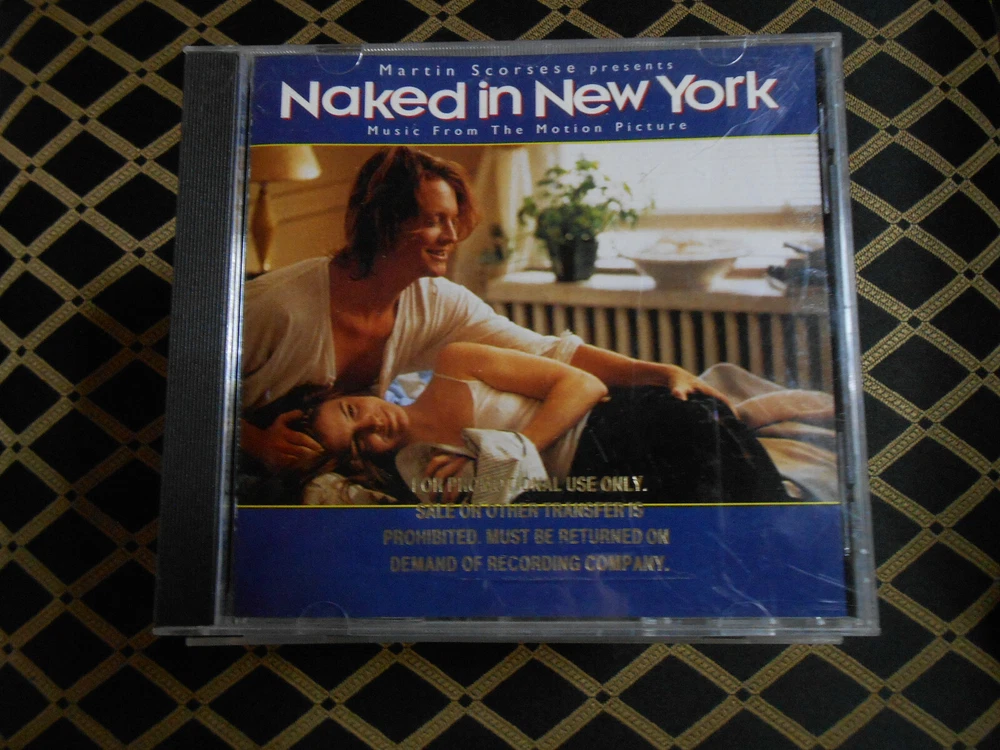 Martin Scorsese presents
Naked in New York
Music From The Motion Picture
FOR PROMOTIONAL USE ONLY.
SALE OR OTHER TRANSFER IS
PROHIBITED. MUST BE RETURNED ON
DEMAND OF RECORDING COMPANY.